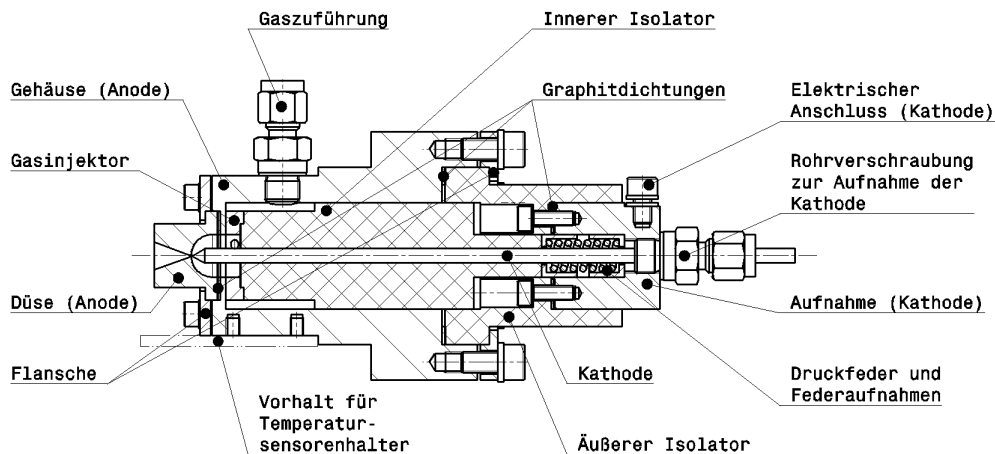 Gaszuführung
Innerer Isolator
Gehäuse (Anode)
Graphitdichtungen
Elektrischer
Anschluss (Kathode)
Gasinjektor
Rohrverschraubung
zur Aufnahme der
Kathode
Düse (Anode)
Aufnahme (Kathode)
Flansche
Kathode
Druckfeder und
Federaufnahmen
Vorhalt für
Temperatur-
sensorenhalter
Äußerer Isolator